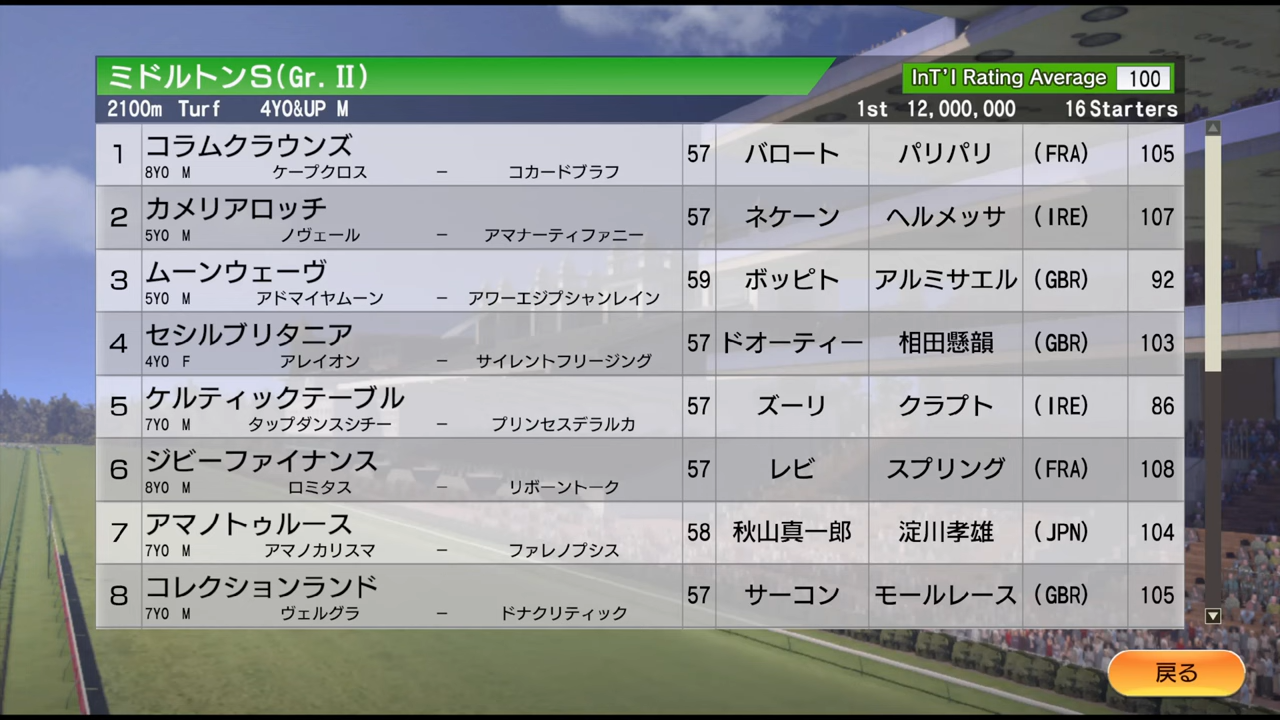 ミドルトンS(Gr. II)
InT'l Rating Average 100
2100m Turf 4YO&UP M 1st 12,000,000 16Starters
1 コラムクラウンズ 57 バロート パリパリ (FRA) 105
8YO M ケープクロス − コカードブラフ
2 カメリアロッチ 57 ネケーン ヘルメッサ (IRE) 107
5YO M ノヴェール − アマナーティファニー
3 ムーンウェーヴ 59 ボッピト アルミサエル (GBR) 92
5YO M アドマイヤムーン − アワーエジプシャンレイン
4 セシルブリタニア 57 ドオーティー 相田懸韻 (GBR) 103
4YO F アレイオン − サイレントフリージング
5 ケルティックテーブル 57 ズーリ クラプト (IRE) 86
7YO M タップダンスシチー − プリンセスデラルカ
6 ジビーファイナンス 57 レビ スプリング (FRA) 108
8YO M ロミタス − リボーントーク
7 アマノトゥルース 58 秋山真一郎 淀川孝雄 (JPN) 104
7YO M アマノカリスマ − ファレノプシス
8 コレクションランド 57 サーコン モールレース (GBR) 105
7YO M ヴェルグラ − ドナクリティック
戻る